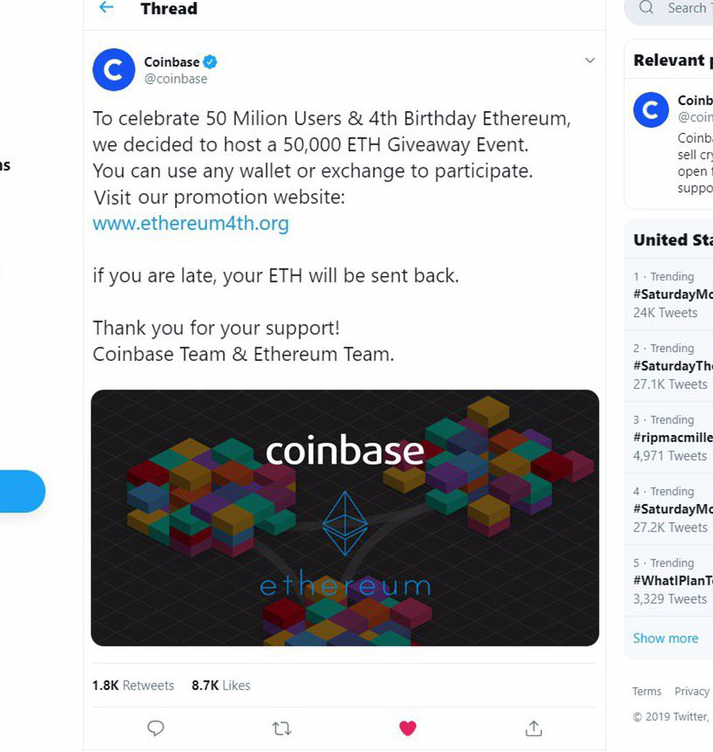 Thread
Search T
Coinbase
@coinbase
To celebrate 50 Milion Users & 4th Birthday Ethereum,
we decided to host a 50,000 ETH Giveaway Event.
You can use any wallet or exchange to participate.
Visit our promotion website:
www.ethereum4th.org
if you are late, your ETH will be sent back.
Thank you for your support!
Coinbase Team & Ethereum Team.
coinbase
ethereum
1.8K Retweets 8.7K Likes
Relevant p
Coinb
@coin
Coinba
sell cry
open f
suppo
United Sta
1 · Trending
#SaturdayMo
24K Tweets
2 · Trending
#SaturdayTho
27.1K Tweets
3 · Trending
#ripmacmille
4,971 Tweets
4 · Trending
#SaturdayMo
27.2K Tweets
5 · Trending
#WhatIPlanTo
3,329 Tweets
Show more
Terms Privacy
© 2019 Twitter,